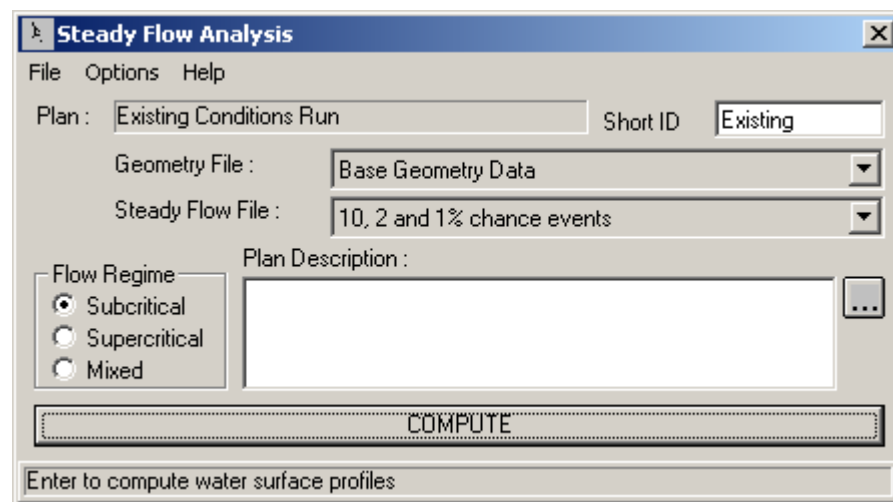 Steady Flow Analysis
File Options Help
Plan : Existing Conditions Run Short ID Existing
Geometry File : Base Geometry Data
Steady Flow File : 10, 2 and 1% chance events
Flow Regime
Subcritical
Supercritical
Mixed
Plan Description :
...
COMPUTE
Enter to compute water surface profiles